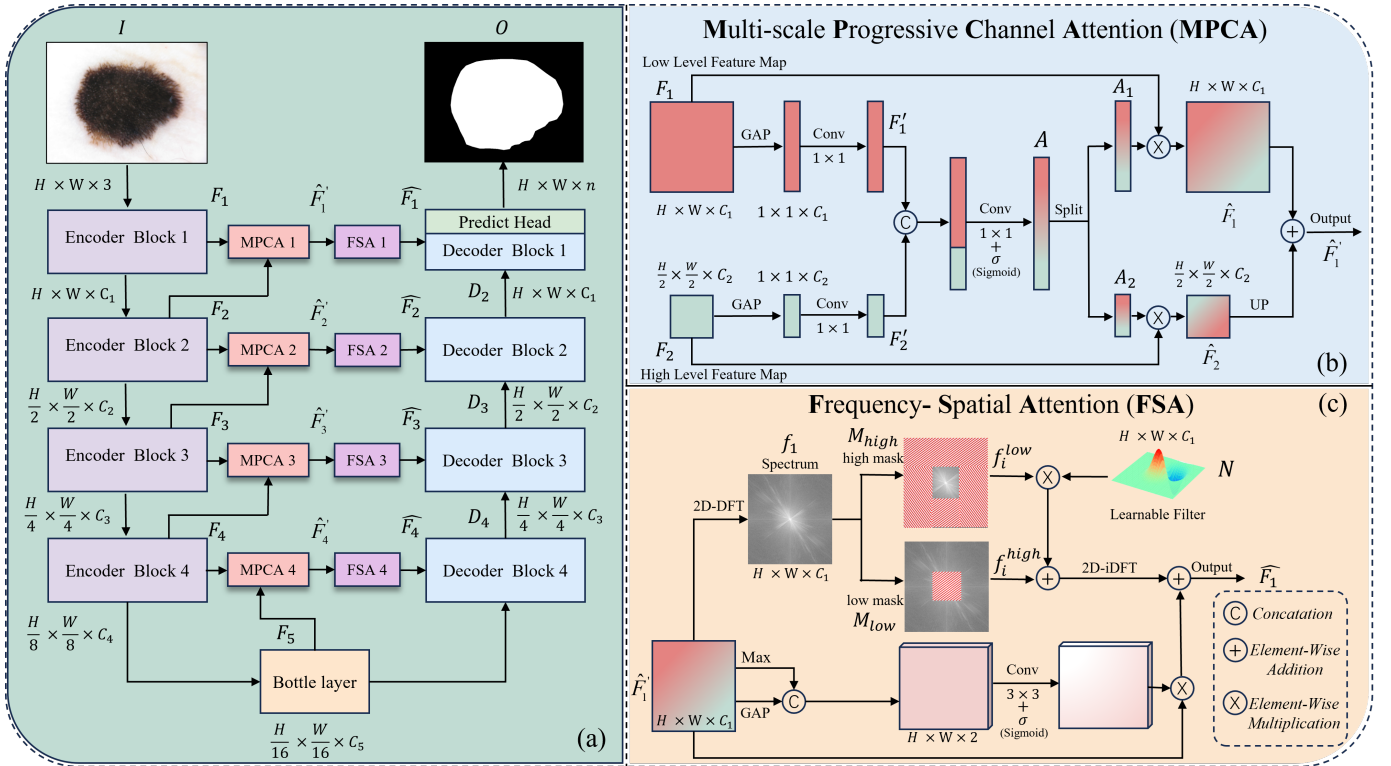 I
O
H × W × 3
F₁
F̂₁'
F̂₁
H × W × n
Encoder Block 1
MPCA 1
FSA 1
Predict Head
Decoder Block 1
H × W × C₁
F₂
F̂₂'
F̂₂
D₂
H × W × C₁
Encoder Block 2
MPCA 2
FSA 2
Decoder Block 2
H/2 × W/2 × C₂
F₃
F̂₃'
F̂₃
D₃
H/2 × W/2 × C₂
Encoder Block 3
MPCA 3
FSA 3
Decoder Block 3
H/4 × W/4 × C₃
F₄
F̂₄'
F̂₄
D₄
H/4 × W/4 × C₃
Encoder Block 4
MPCA 4
FSA 4
Decoder Block 4
H/8 × W/8 × C₄
F₅
Bottle layer
H/16 × W/16 × C₅
(a)
Multi-scale Progressive Channel Attention (MPCA)
Low Level Feature Map
F₁
GAP
Conv
1 × 1
F₁'
H × W × C₁
1 × 1 × C₁
C
A
Conv
1 × 1
+
σ
(Sigmoid)
Split
A₁
X
H × W × C₁
F̂₁
+
Output
F̂₁'
H/2 × W/2 × C₂
1 × 1 × C₂
GAP
Conv
1 × 1
F₂
F₂'
A₂
X
H/2 × W/2 × C₂
UP
F̂₂
High Level Feature Map
(b)
Frequency- Spatial Attention (FSA)
(c)
f₁
Spectrum
2D-DFT
H × W × C₁
M_high
high mask
f_i^low
X
H × W × C₁
N
Learnable Filter
low mask
M_low
f_i^high
+
2D-iDFT
+
Output
F̂₁
F̂₁'
H × W × C₁
Max
GAP
C
H × W × 2
Conv
3 × 3
+
σ
(Sigmoid)
X
C Concatation
+ Element-Wise
Addition
X Element-Wise
Multiplication